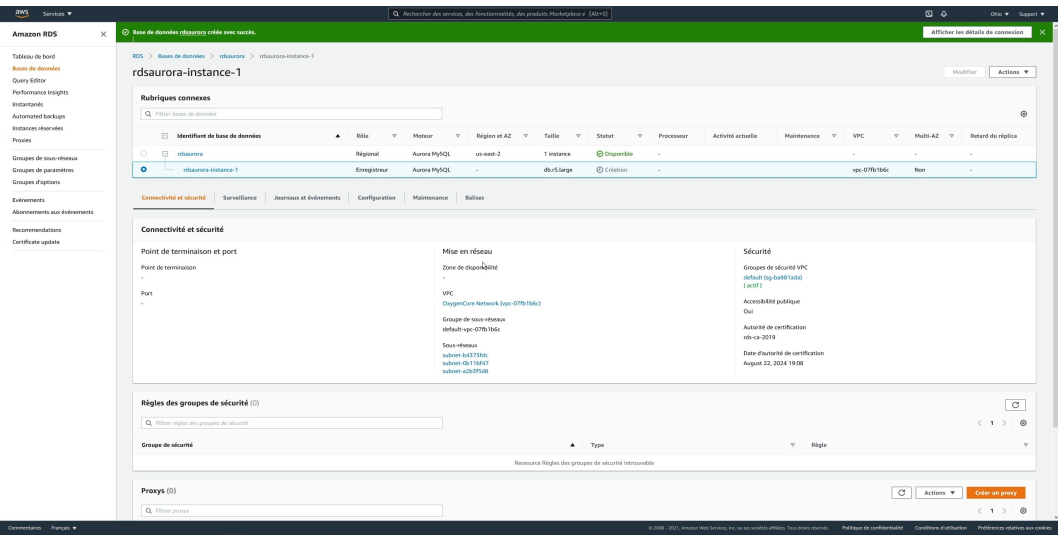 aws Services ▼ Rechercher des services, des fonctionnalités, des produits Marketplace e [Alt+S] Ohio ▼ Support ▼
Amazon RDS
Base de données rdsaurora créée avec succès. Afficher les détails de connexion
Tableau de bord
Bases de données
Query Editor
Performance Insights
Instantanés
Automated backups
Instances réservées
Proxies
Groupes de sous-réseaux
Groupes de paramètres
Groupes d'options
Evénements
Abonnements aux événements
Recommendations
Certificate update
RDS > Bases de données > rdsaurora > rdsaurora-instance-1
rdsaurora-instance-1 Modifier Actions ▼
Rubriques connexes
Filtrer bases de données
Identifiant de base de données Rôle Moteur Région et AZ Taille Statut Processeur Activité actuelle Maintenance VPC Multi-AZ Retard du réplica
rdsaurora Régional Aurora MySQL us-east-2 1 instance Disponible - - - -
rdsaurora-instance-1 Enregistreur Aurora MySQL - db.r5.large Création - vpc-07fb1b6c Non -
Connectivité et sécurité Surveillance Journaux et événements Configuration Maintenance Balises
Connectivité et sécurité
Point de terminaison et port
Point de terminaison
-
Port
-
Mise en réseau
Zone de disponibilité
-
VPC
OxygenCore Network (vpc-07fb1b6c)
Groupe de sous-réseaux
default-vpc-07fb1b6c
Sous-réseaux
subnet-b4373fdc
subnet-0b11bf47
subnet-a2b3f5d8
Sécurité
Groupes de sécurité VPC
default (sg-ba881ada)
( actif )
Accessibilité publique
Oui
Autorité de certification
rds-ca-2019
Date d'autorité de certification
August 22, 2024 19:08
Règles des groupes de sécurité (0)
Filtrer règles des groupes de sécurité < 1 >
Groupe de sécurité Type Règle
Ressource Règles des groupes de sécurité introuvable
Proxys (0) Actions ▼ Créer un proxy
Filtrer proxys < 1 >
Commentaires Français ▼ © 2008 - 2021, Amazon Web Services, Inc. ou ses sociétés affiliées. Tous droits réservés. Politique de confidentialité Conditions d'utilisation Préférences relatives aux cookies